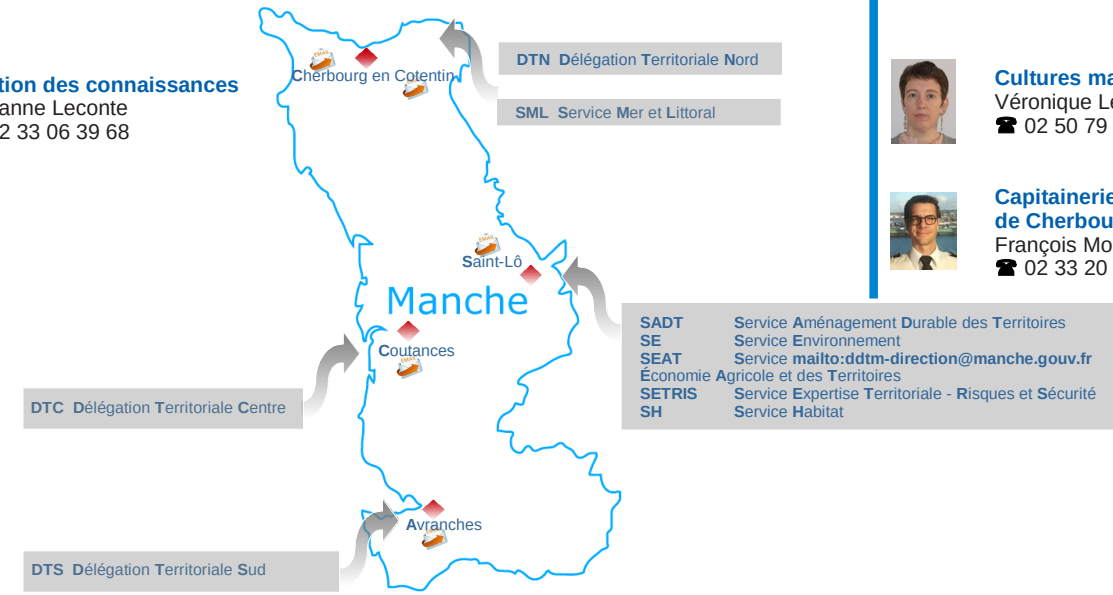 tion des connaissances
anne Leconte
2 33 06 39 68
Cherbourg en Cotentin
DTN Délégation Territoriale Nord
SML Service Mer et Littoral
Cultures ma
Véronique Le
☎ 02 50 79
Capitainerie
de Cherbou
François Mo
☎ 02 33 20
Saint-Lô
Manche
Coutances
SADT Service Aménagement Durable des Territoires
SE Service Environnement
SEAT Service mailto:ddtm-direction@manche.gouv.fr
Économie Agricole et des Territoires
SETRIS Service Expertise Territoriale - Risques et Sécurité
SH Service Habitat
DTC Délégation Territoriale Centre
Avranches
DTS Délégation Territoriale Sud